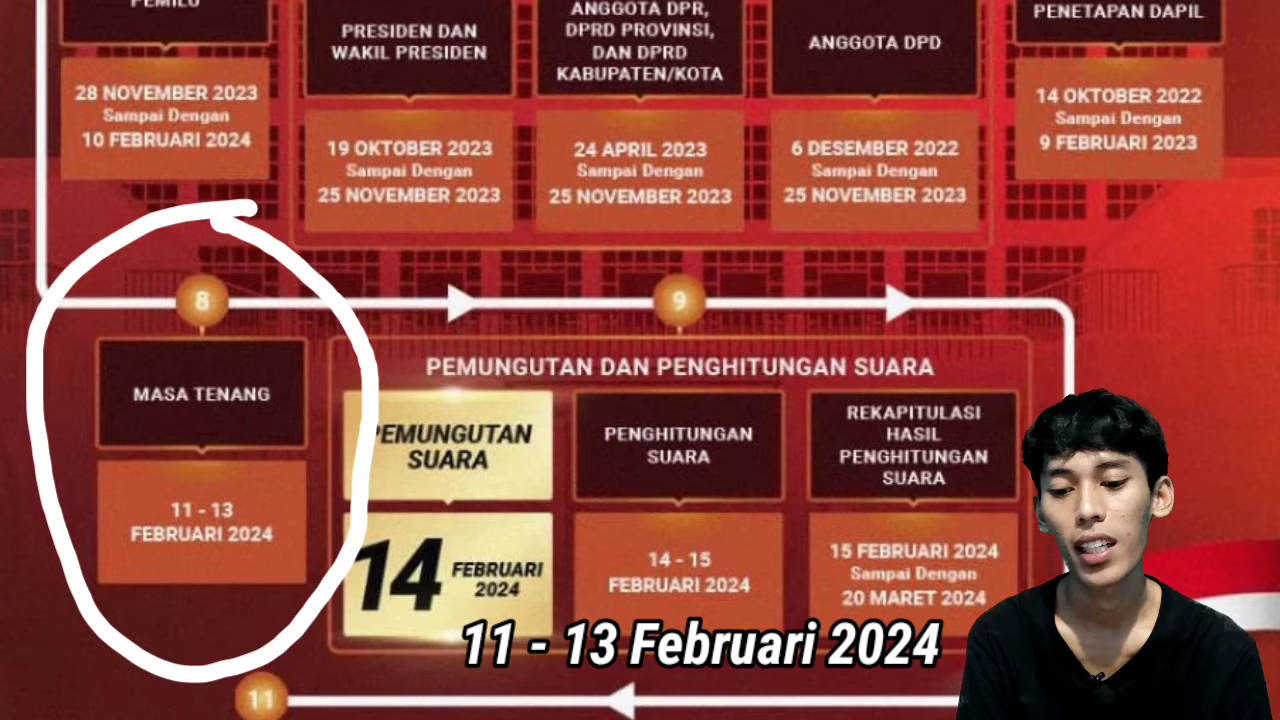 PEMILU
28 NOVEMBER 2023
Sampai Dengan
10 FEBRUARI 2024
PRESIDEN DAN
WAKIL PRESIDEN
19 OKTOBER 2023
Sampai Dengan
25 NOVEMBER 2023
ANGGOTA DPR,
DPRD PROVINSI,
DAN DPRD
KABUPATEN/KOTA
24 APRIL 2023
Sampai Dengan
25 NOVEMBER 2023
ANGGOTA DPD
6 DESEMBER 2022
Sampai Dengan
25 NOVEMBER 2023
PENETAPAN DAPIL
14 OKTOBER 2022
Sampai Dengan
9 FEBRUARI 2023
8
9
MASA TENANG
11 - 13
FEBRUARI 2024
PEMUNGUTAN DAN PENGHITUNGAN SUARA
PEMUNGUTAN
SUARA
14 FEBRUARI
2024
PENGHITUNGAN
SUARA
14 - 15
FEBRUARI 2024
REKAPITULASI
HASIL
PENGHITUNGAN
SUARA
15 FEBRUARI 2024
Sampai Dengan
20 MARET 2024
11 - 13 Februari 2024
11